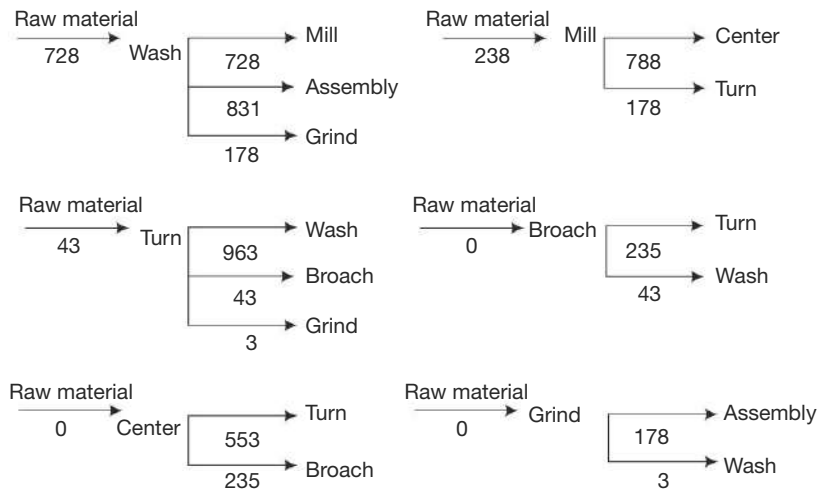 Raw material
728
Wash
Mill
728
Assembly
831
Grind
178
Raw material
238
Mill
Center
788
Turn
178
Raw material
43
Turn
Wash
963
Broach
43
Grind
3
Raw material
0
Broach
Turn
235
Wash
43
Raw material
0
Center
Turn
553
Broach
235
Raw material
0
Grind
Assembly
178
Wash
3